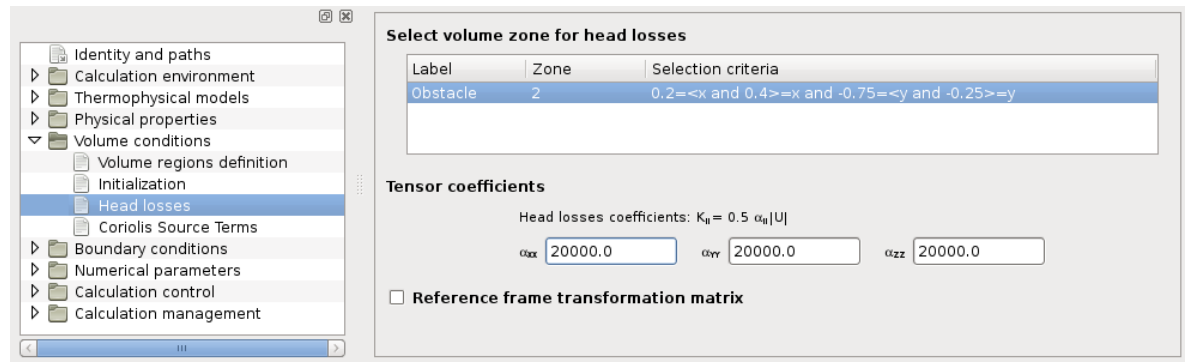 Identity and paths
Calculation environment
Thermophysical models
Physical properties
Volume conditions
Volume regions definition
Initialization
Head losses
Coriolis Source Terms
Boundary conditions
Numerical parameters
Calculation control
Calculation management
Select volume zone for head losses
Label Zone Selection criteria
Obstacle 2 0.2=<x and 0.4>=x and -0.75=<y and -0.25>=y
Tensor coefficients
Head losses coefficients: K_II = 0.5 α_II|U|
α_XX 20000.0 α_YY 20000.0 α_ZZ 20000.0
Reference frame transformation matrix